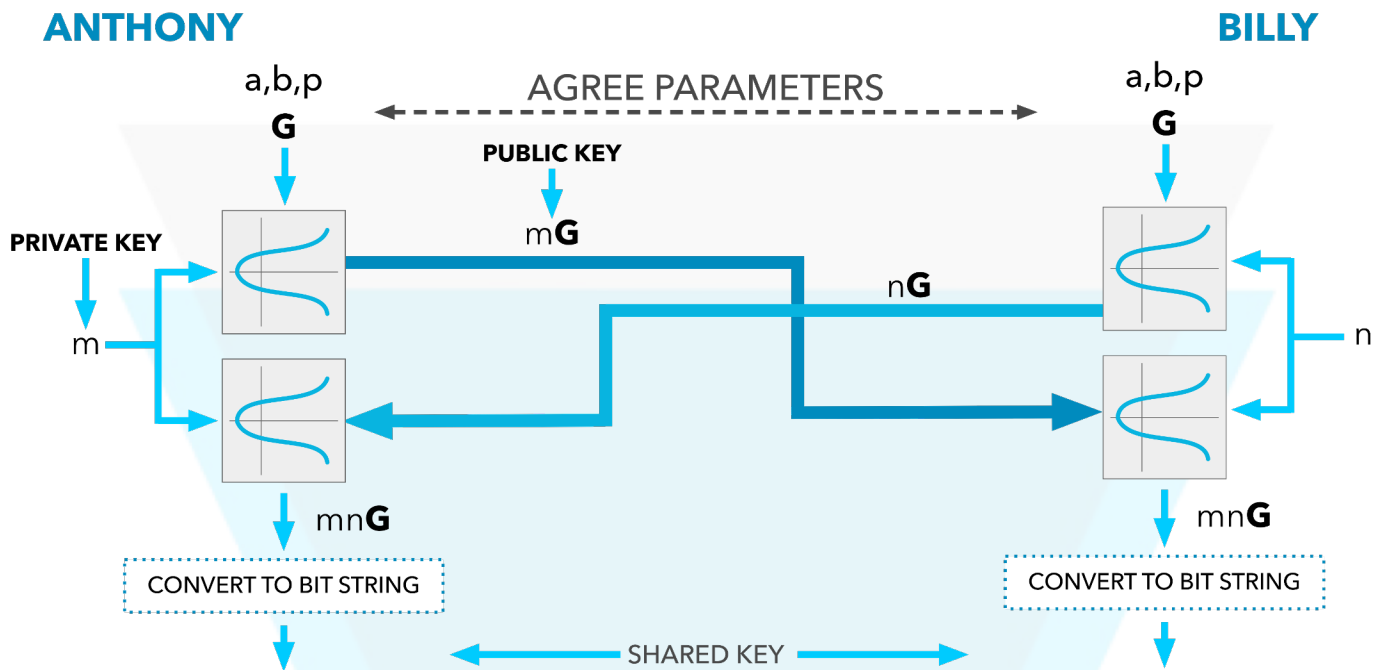 ANTHONY
BILLY
a,b,p
AGREE PARAMETERS
a,b,p
G
G
PUBLIC KEY
mG
PRIVATE KEY
nG
m
n
mnG
mnG
CONVERT TO BIT STRING
CONVERT TO BIT STRING
SHARED KEY